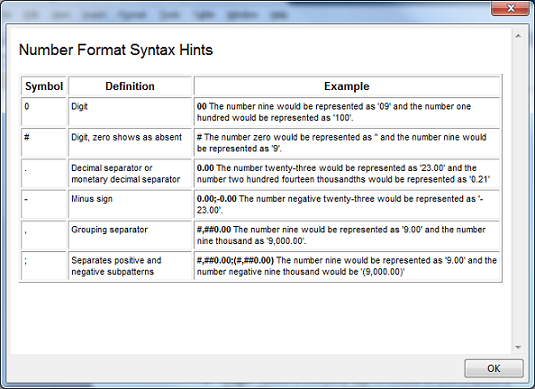 Number Format Syntax Hints
Symbol Definition Example
0 Digit 00 The number nine would be represented as '09' and the number one
hundred would be represented as '100'.
# Digit, zero shows as absent # The number zero would be represented as '' and the number nine would
be represented as '9'.
. Decimal separator or
monetary decimal separator
0.00 The number twenty-three would be represented as '23.00' and the
number two hundred fourteen thousandths would be represented as '0.21'
- Minus sign 0.00;-0.00 The number negative twenty-three would be represented as '-
23.00'.
, Grouping separator #,##0.00 The number nine would be represented as '9.00' and the number
nine thousand as '9,000.00'.
; Separates positive and
negative subpatterns
#,##0.00;(#,##0.00) The number nine would be represented as '9.00' and the
number negative nine thousand would be '(9,000.00)'
OK